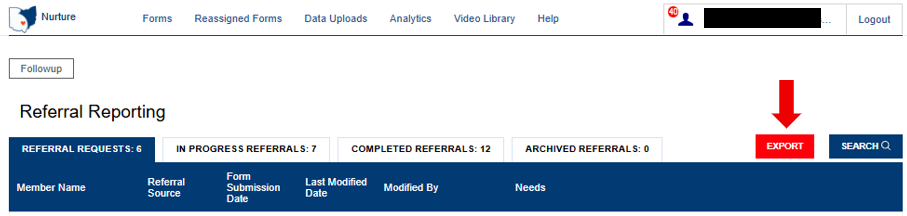 Nurture Forms Reassigned Forms Data Uploads Analytics Video Library Help 40 ... Logout
Followup
Referral Reporting
REFERRAL REQUESTS: 6 IN PROGRESS REFERRALS: 7 COMPLETED REFERRALS: 12 ARCHIVED REFERRALS: 0 EXPORT SEARCH
Member Name Referral Source Form Submission Date Last Modified Date Modified By Needs